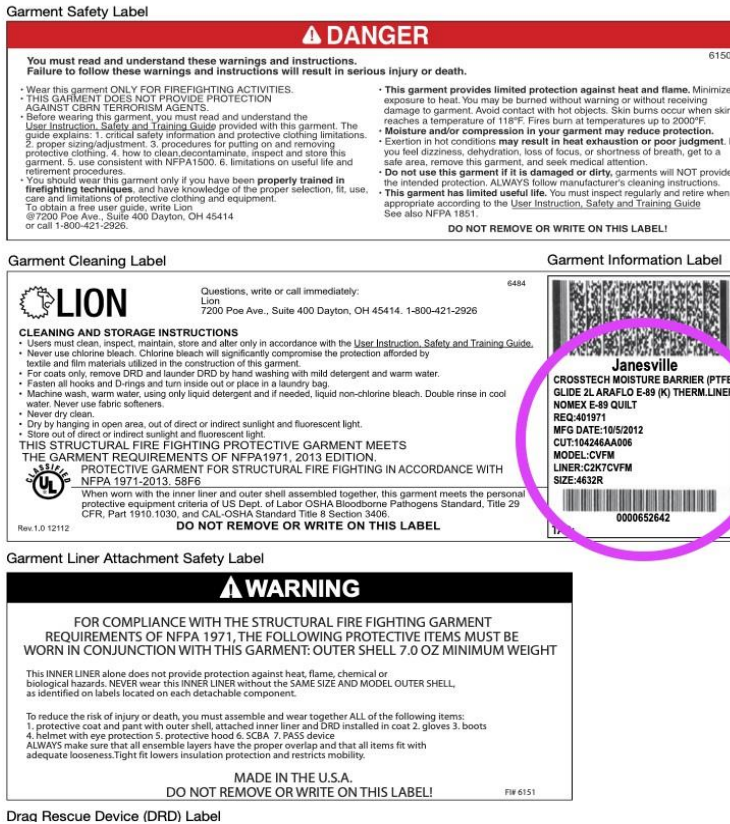 Garment Safety Label
DANGER
6150
You must read and understand these warnings and instructions.
Failure to follow these warnings and instructions will result in serious injury or death.
· Wear this garment ONLY FOR FIREFIGHTING ACTIVITIES.
· THIS GARMENT DOES NOT PROVIDE PROTECTION
AGAINST CBRN TERRORISM AGENTS.
· Before wearing this garment, you must read and understand the
User Instruction, Safety and Training Guide provided with this garment. The
guide explains: 1. critical safety information and protective clothing limitations.
2. proper sizing/adjustment. 3. procedures for putting on and removing
protective clothing. 4. how to clean,decontaminate, inspect and store this
garment. 5. use consistent with NFPA1500. 6. limitations on useful life and
retirement procedures.
· You should wear this garment only if you have been properly trained in
firefighting techniques, and have knowledge of the proper selection, fit, use,
care and limitations of protective clothing and equipment.
To obtain a free user guide, write Lion
@7200 Poe Ave., Suite 400 Dayton, OH 45414
or call 1-800-421-2926.
· This garment provides limited protection against heat and flame. Minimize
exposure to heat. You may be burned without warning or without receiving
damage to garment. Avoid contact with hot objects. Skin burns occur when skin
reaches a temperature of 118°F. Fires burn at temperatures up to 2000°F.
· Moisture and/or compression in your garment may reduce protection.
· Exertion in hot conditions may result in heat exhaustion or poor judgment.
you feel dizziness, dehydration, loss of focus, or shortness of breath, get to a
safe area, remove this garment, and seek medical attention.
· Do not use this garment if it is damaged or dirty, garments will NOT provide
the intended protection. ALWAYS follow manufacturer's cleaning instructions.
· This garment has limited useful life. You must inspect regularly and retire when
appropriate according to the User Instruction, Safety and Training Guide
See also NFPA 1851.
DO NOT REMOVE OR WRITE ON THIS LABEL!
Garment Cleaning Label
LION
Questions, write or call immediately:
Lion
7200 Poe Ave., Suite 400 Dayton, OH 45414. 1-800-421-2926
6484
CLEANING AND STORAGE INSTRUCTIONS
• Users must clean, inspect, maintain, store and alter only in accordance with the User Instruction, Safety and Training Guide.
• Never use chlorine bleach. Chlorine bleach will significantly compromise the protection afforded by
textile and film materials utilized in the construction of this garment.
• For coats only, remove DRD and launder DRD by hand washing with mild detergent and warm water.
• Fasten all hooks and D-rings and turn inside out or place in a laundry bag.
• Machine wash, warm water, using only liquid detergent and if needed, liquid non-chlorine bleach. Double rinse in cool
water. Never use fabric softeners.
• Never dry clean.
• Dry by hanging in open area, out of direct or indirect sunlight and fluorescent light.
• Store out of direct or indirect sunlight and fluorescent light.
THIS STRUCTURAL FIRE FIGHTING PROTECTIVE GARMENT MEETS
THE GARMENT REQUIREMENTS OF NFPA1971, 2013 EDITION.
CLASSIFIED
UL
PROTECTIVE GARMENT FOR STRUCTURAL FIRE FIGHTING IN ACCORDANCE WITH
NFPA 1971-2013. 58F6
When worn with the inner liner and outer shell assembled together, this garment meets the personal
protective equipment criteria of US Dept. of Labor OSHA Bloodborne Pathogens Standard, Title 29
CFR, Part 1910.1030, and CAL-OSHA Standard Title 8 Section 3406.
Rev.1.0 12112
DO NOT REMOVE OR WRITE ON THIS LABEL
Garment Information Label
Janesville
CROSSTECH MOISTURE BARRIER (PTFE
GLIDE 2L ARAFLO E-89 (K) THERM.LINER
NOMEX E-89 QUILT
REQ:401971
MFG DATE:10/5/2012
CUT:104246AA006
MODEL:CVFM
LINER:C2K7CVFM
SIZE:4632R
0000652642
Garment Liner Attachment Safety Label
WARNING
FOR COMPLIANCE WITH THE STRUCTURAL FIRE FIGHTING GARMENT
REQUIREMENTS OF NFPA 1971, THE FOLLOWING PROTECTIVE ITEMS MUST BE
WORN IN CONJUNCTION WITH THIS GARMENT: OUTER SHELL 7.0 OZ MINIMUM WEIGHT
This INNER LINER alone does not provide protection against heat, flame, chemical or
biological hazards. NEVER wear this INNER LINER without the SAME SIZE AND MODEL OUTER SHELL,
as identified on labels located on each detachable component.
To reduce the risk of injury or death, you must assemble and wear together ALL of the following items:
1. protective coat and pant with outer shell, attached inner liner and DRD installed in coat 2. gloves 3. boots
4. helmet with eye protection 5. protective hood 6. SCBA 7. PASS device
ALWAYS make sure that all ensemble layers have the proper overlap and that all items fit with
adequate looseness.Tight fit lowers insulation protection and restricts mobility.
MADE IN THE U.S.A.
DO NOT REMOVE OR WRITE ON THIS LABEL!
FI# 6151
Drag Rescue Device (DRD) Label